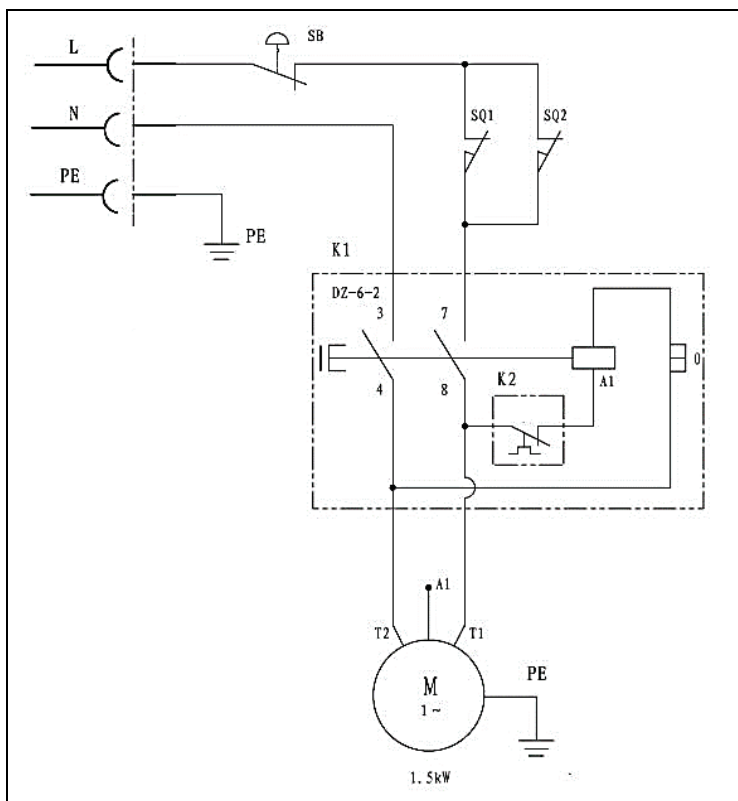 L
SB
N
SQ1
SQ2
PE
PE
K1
DZ-6-2
3
7
0
A1
4
8
K2
A1
T2
T1
M
1~
PE
1.5kW